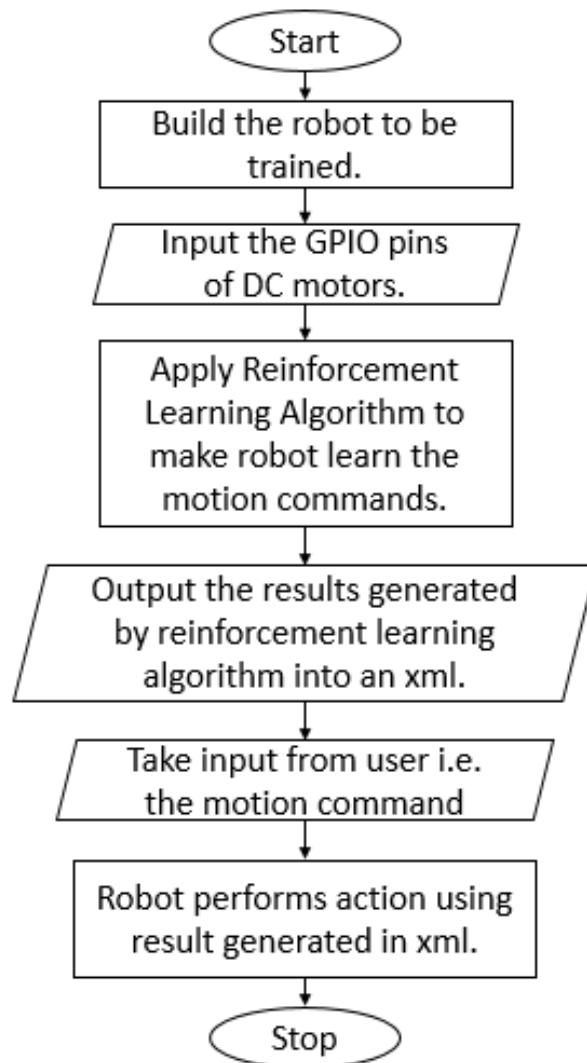 Start
Build the robot to be
trained.
Input the GPIO pins
of DC motors.
Apply Reinforcement
Learning Algorithm to
make robot learn the
motion commands.
Output the results generated
by reinforcement learning
algorithm into an xml.
Take input from user i.e.
the motion command
Robot performs action using
result generated in xml.
Stop